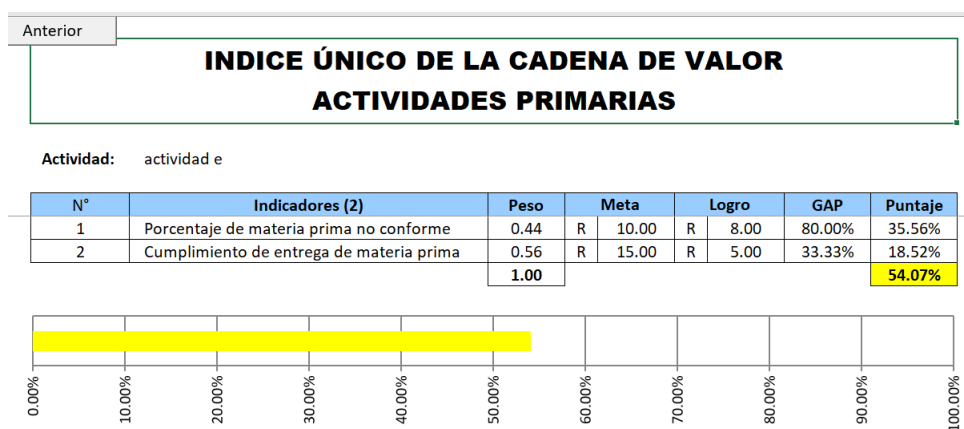 Anterior
INDICE ÚNICO DE LA CADENA DE VALOR
ACTIVIDADES PRIMARIAS
Actividad: actividad e
N° Indicadores (2) Peso Meta Logro GAP Puntaje
1 Porcentaje de materia prima no conforme 0.44 R 10.00 R 8.00 80.00% 35.56%
2 Cumplimiento de entrega de materia prima 0.56 R 15.00 R 5.00 33.33% 18.52%
1.00 54.07%
0.00% 10.00% 20.00% 30.00% 40.00% 50.00% 60.00% 70.00% 80.00% 90.00% 100.00%